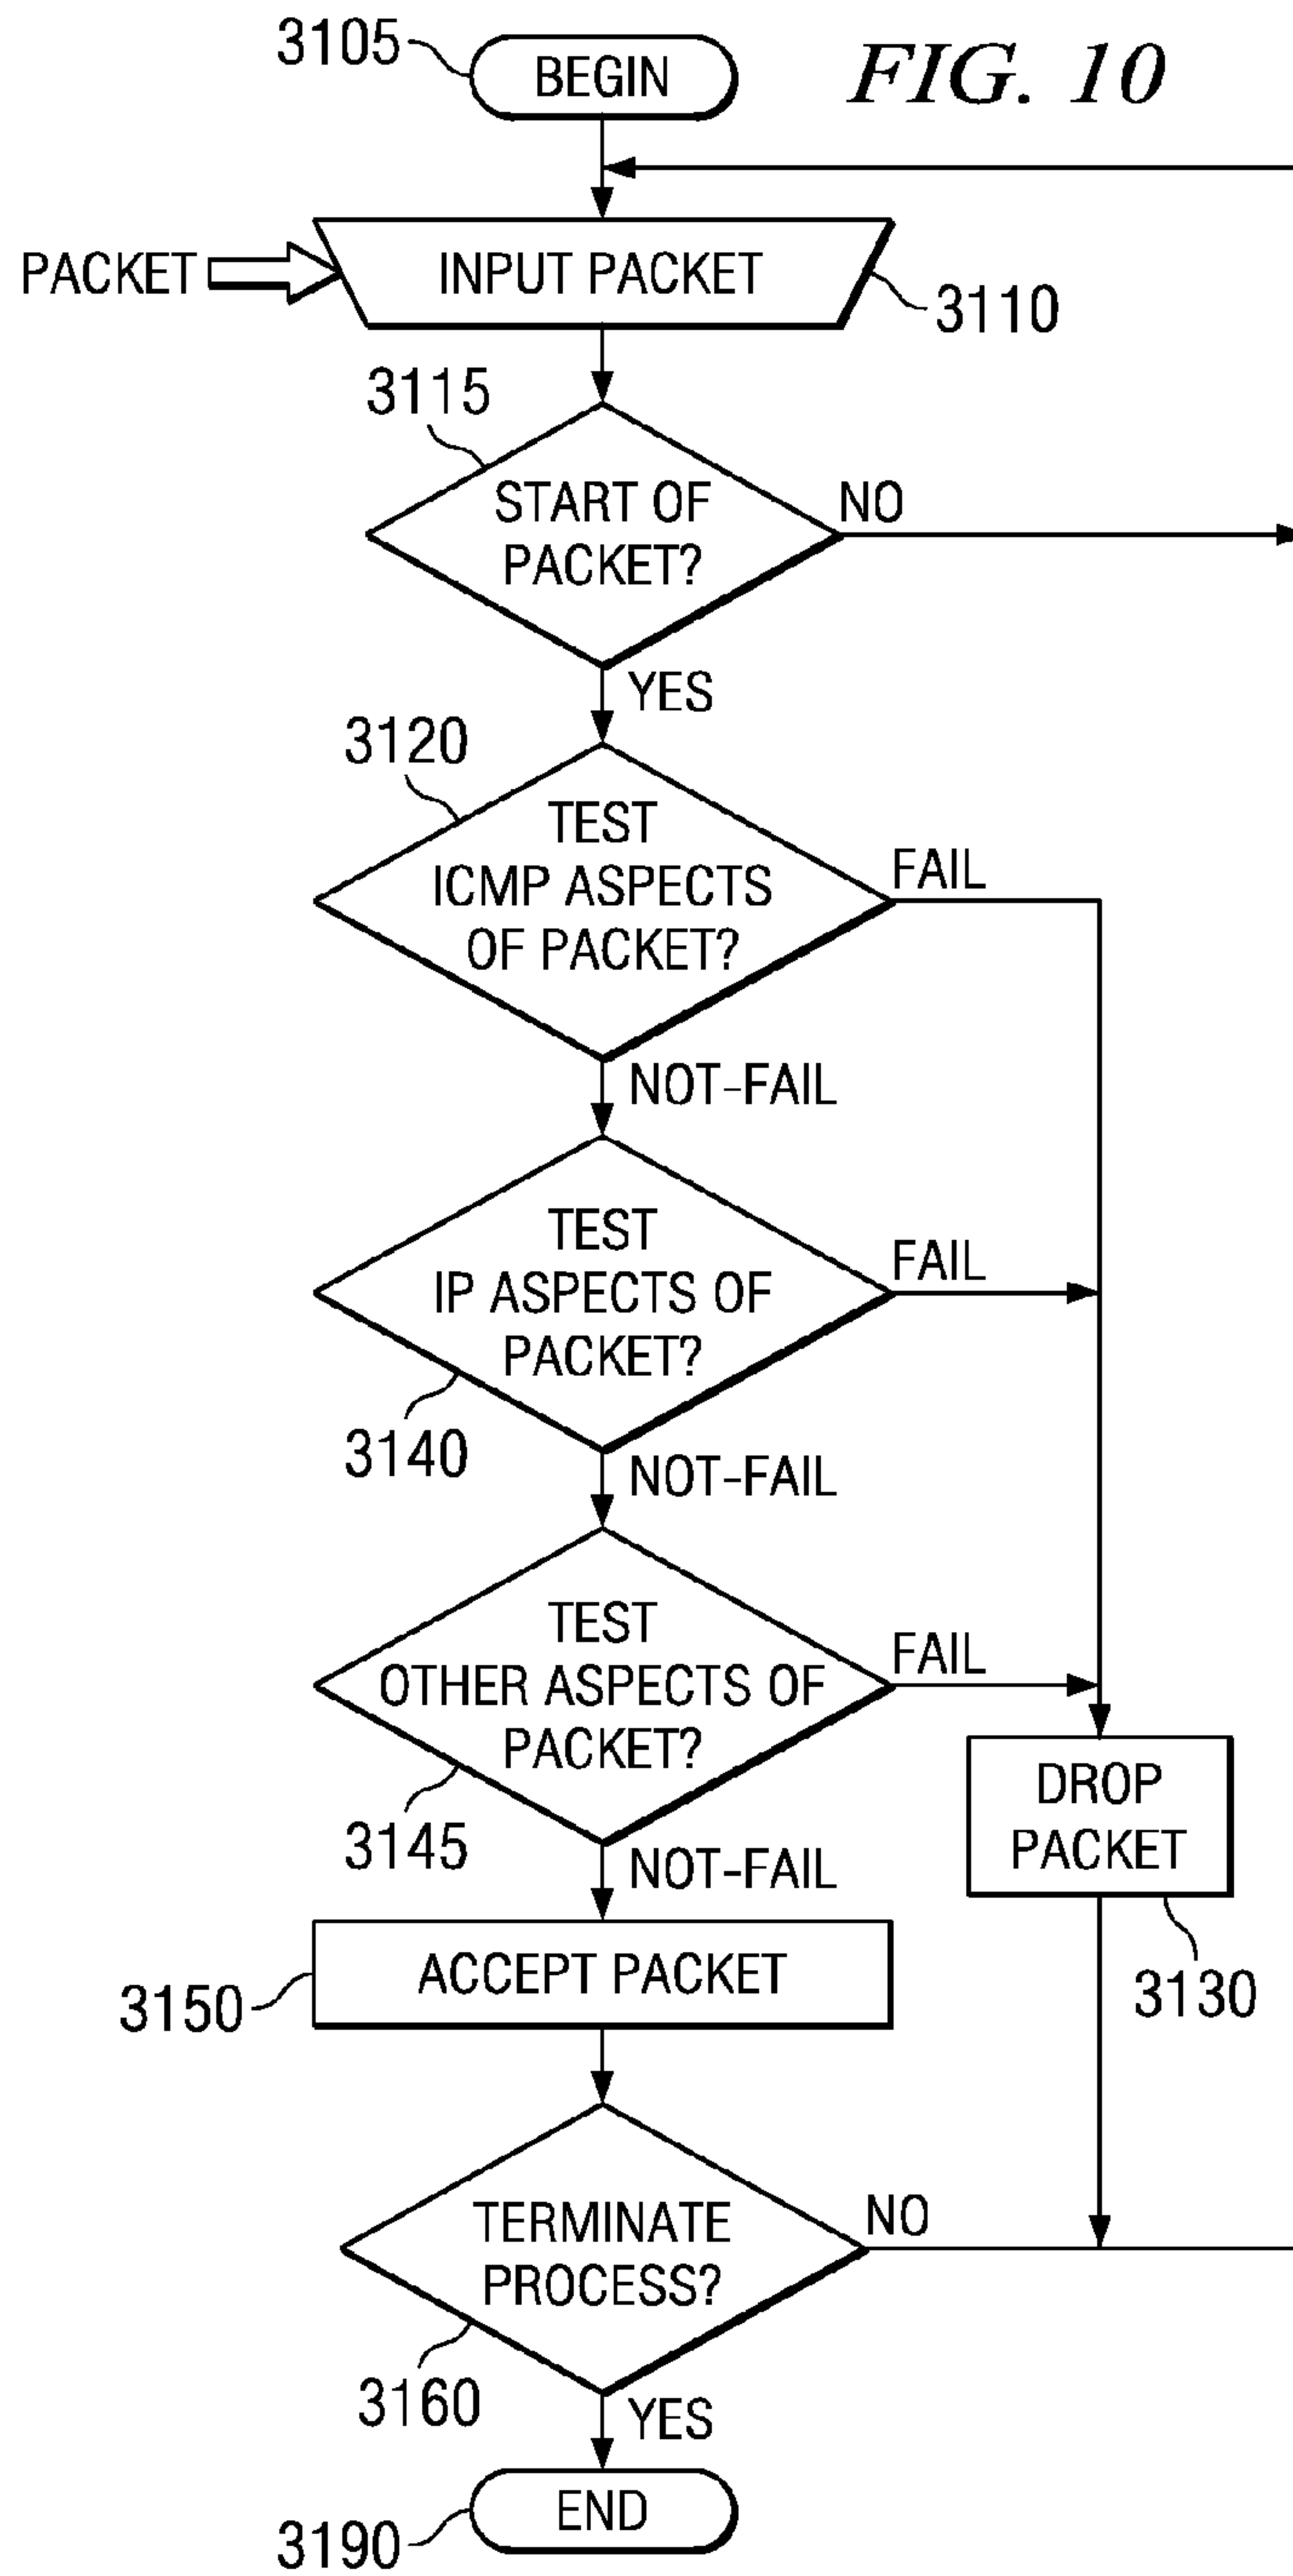 3105
BEGIN
FIG. 10
PACKET
INPUT PACKET
3110
3115
START OF
PACKET?
NO
YES
3120
TEST
ICMP ASPECTS
OF PACKET?
FAIL
NOT-FAIL
TEST
IP ASPECTS OF
PACKET?
FAIL
3140
NOT-FAIL
TEST
OTHER ASPECTS OF
PACKET?
FAIL
3145
NOT-FAIL
DROP
PACKET
3130
ACCEPT PACKET
3150
TERMINATE
PROCESS?
NO
3160
YES
END
3190